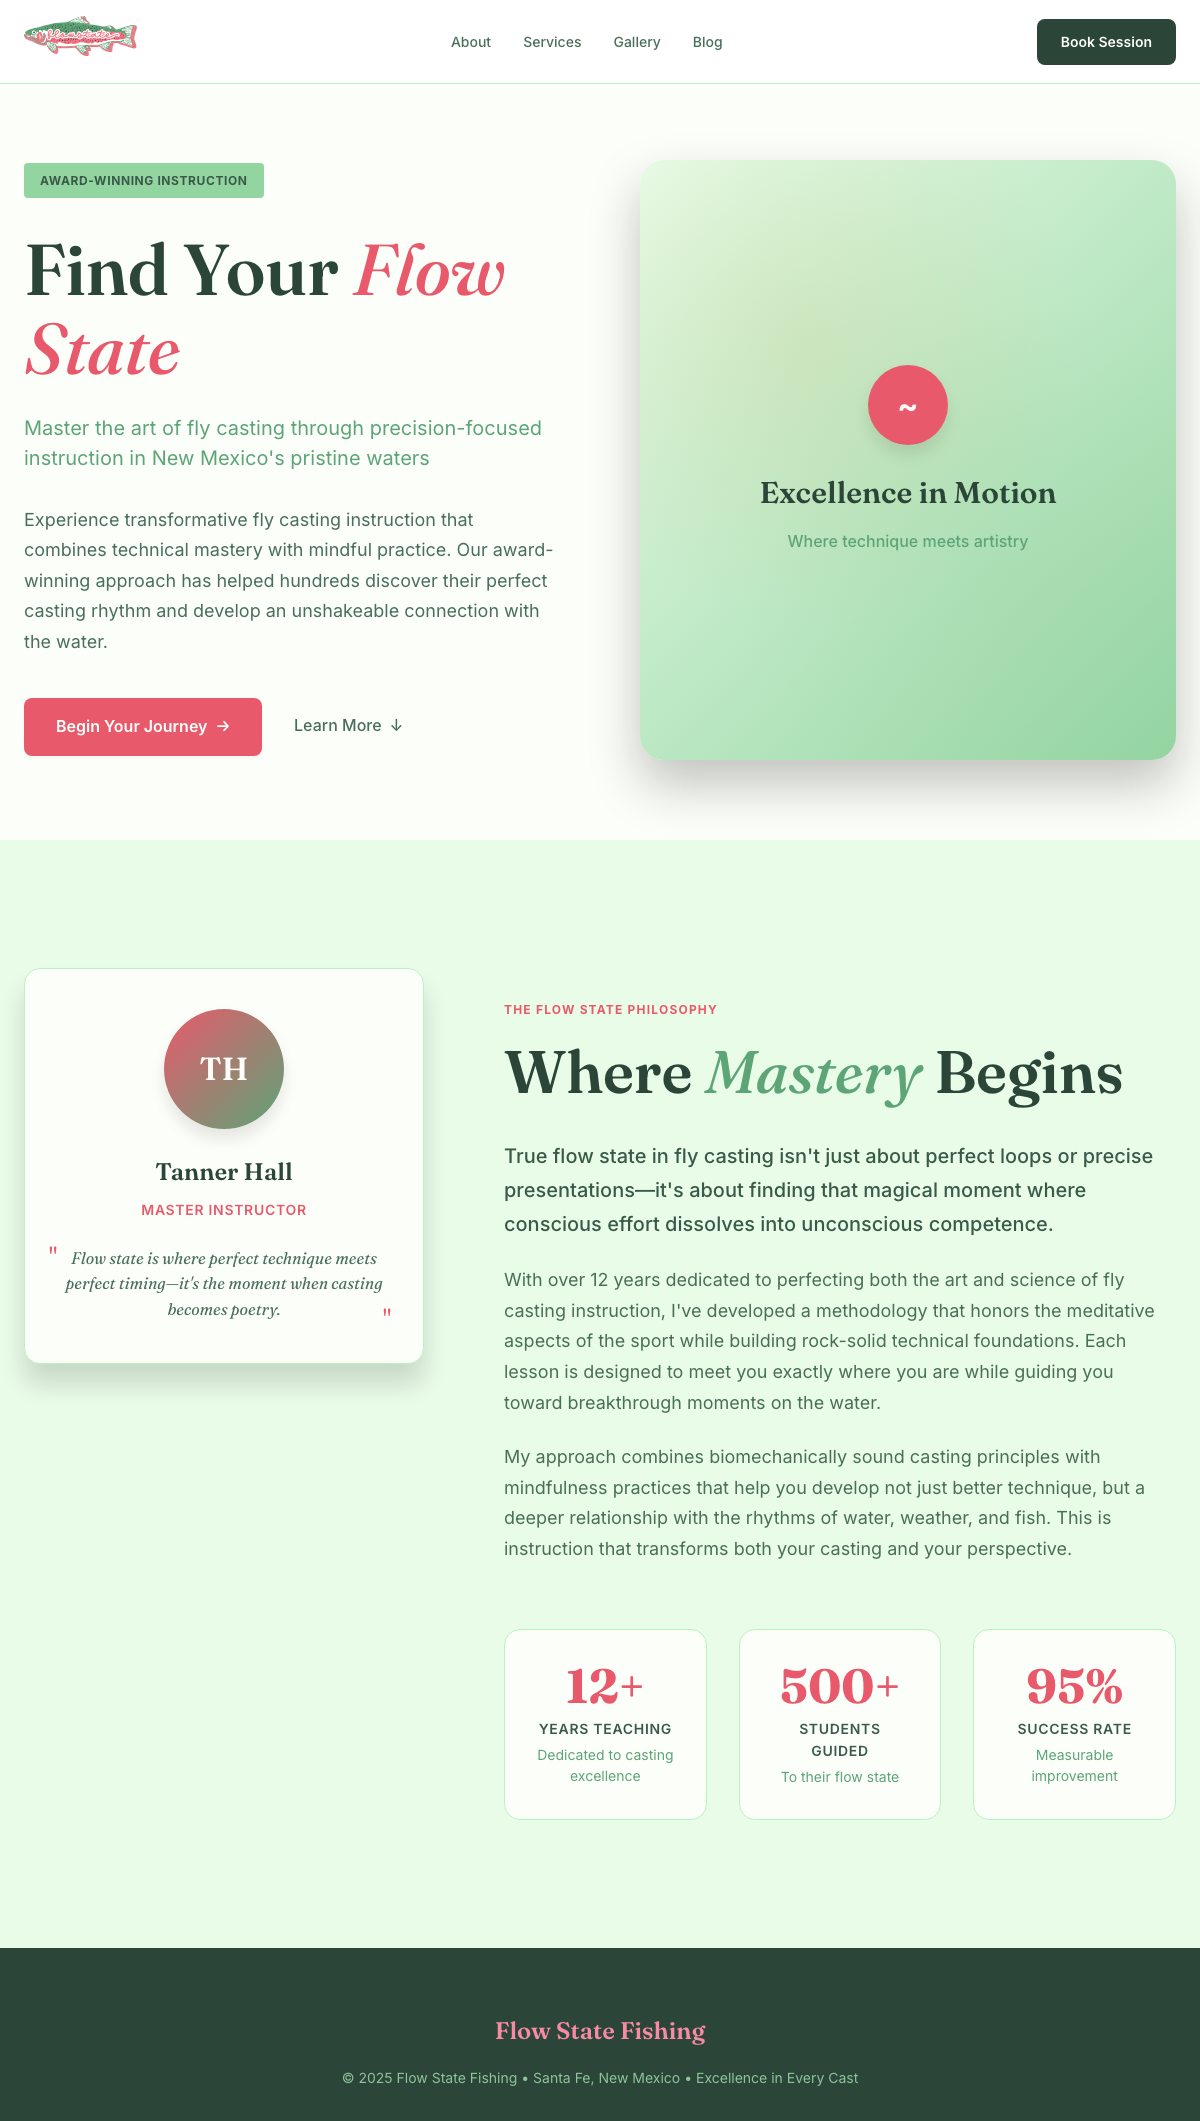 About Services Gallery Blog
Book Session
AWARD-WINNING INSTRUCTION
Find Your Flow
State
Master the art of fly casting through precision-focused
instruction in New Mexico's pristine waters
Experience transformative fly casting instruction that
combines technical mastery with mindful practice. Our award-
winning approach has helped hundreds discover their perfect
casting rhythm and develop an unshakeable connection with
the water.
Begin Your Journey →
Learn More ↓
~
Excellence in Motion
Where technique meets artistry
TH
Tanner Hall
MASTER INSTRUCTOR
" Flow state is where perfect technique meets
perfect timing—it's the moment when casting
becomes poetry. "
THE FLOW STATE PHILOSOPHY
Where Mastery Begins
True flow state in fly casting isn't just about perfect loops or precise
presentations—it's about finding that magical moment where
conscious effort dissolves into unconscious competence.
With over 12 years dedicated to perfecting both the art and science of fly
casting instruction, I've developed a methodology that honors the meditative
aspects of the sport while building rock-solid technical foundations. Each
lesson is designed to meet you exactly where you are while guiding you
toward breakthrough moments on the water.
My approach combines biomechanically sound casting principles with
mindfulness practices that help you develop not just better technique, but a
deeper relationship with the rhythms of water, weather, and fish. This is
instruction that transforms both your casting and your perspective.
12+
YEARS TEACHING
Dedicated to casting
excellence
500+
STUDENTS
GUIDED
To their flow state
95%
SUCCESS RATE
Measurable
improvement
Flow State Fishing
© 2025 Flow State Fishing • Santa Fe, New Mexico • Excellence in Every Cast